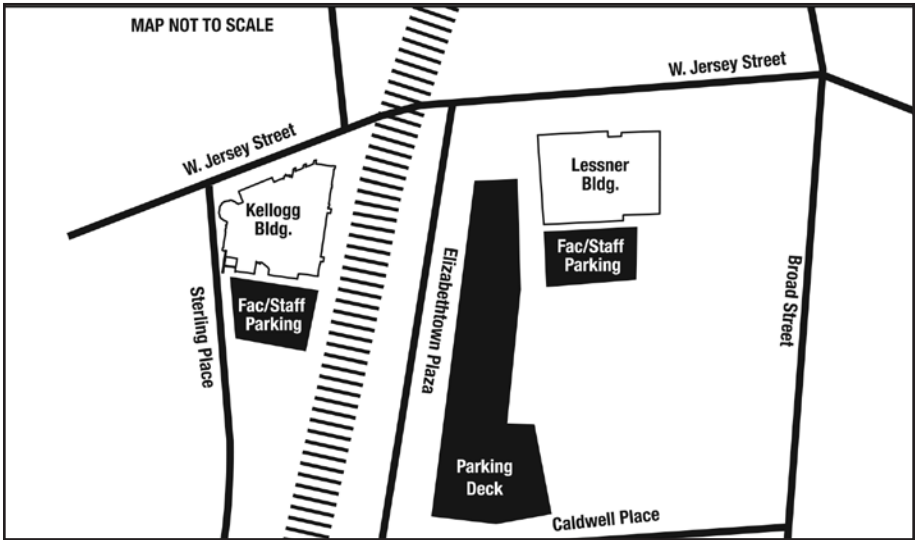 MAP NOT TO SCALE
W. Jersey Street
W. Jersey Street
Lessner
Bldg.
Kellogg
Bldg.
Fac/Staff
Parking
Fac/Staff
Parking
Sterling Place
Elizabethtown Plaza
Broad Street
Parking
Deck
Caldwell Place